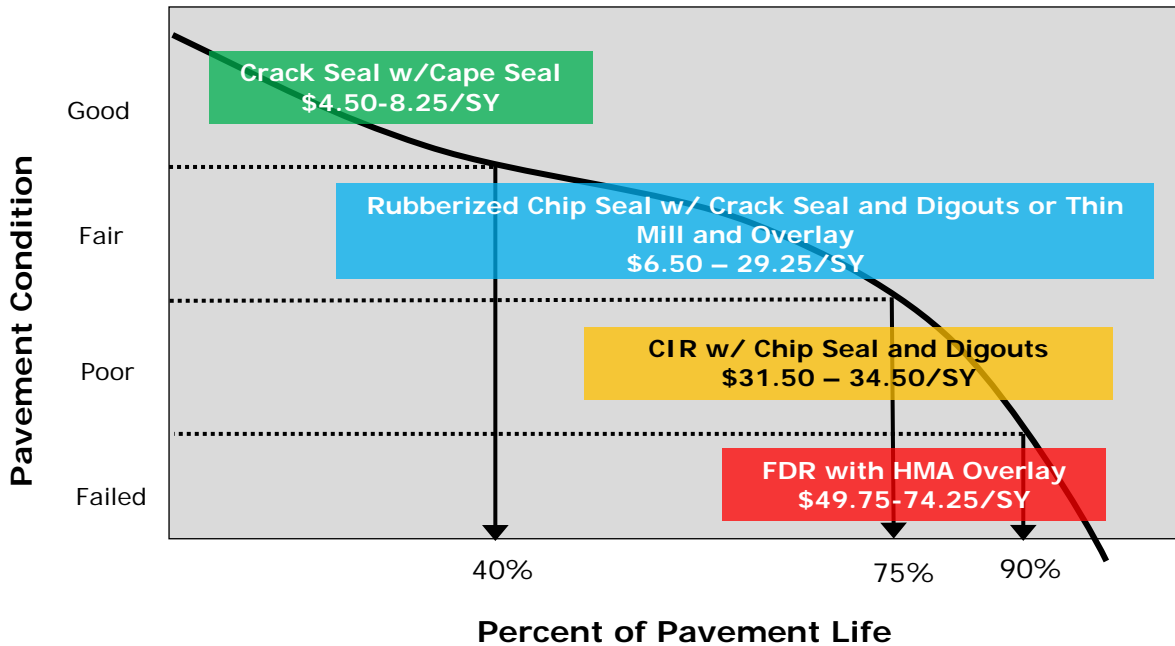 Pavement Condition
Good
Fair
Poor
Failed
Crack Seal w/Cape Seal
$4.50-8.25/SY
Rubberized Chip Seal w/ Crack Seal and Digouts or Thin
Mill and Overlay
$6.50 – 29.25/SY
CIR w/ Chip Seal and Digouts
$31.50 – 34.50/SY
FDR with HMA Overlay
$49.75-74.25/SY
40%
75%
90%
Percent of Pavement Life